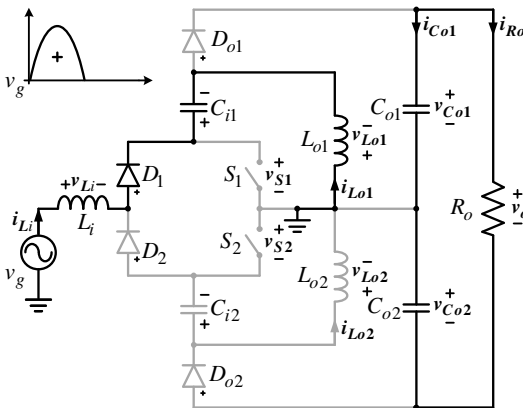 +
v_g
D_o1
i_Co1
i_Ro
−
C_i1
+
L_o1
−
v_Lo1
+
C_o1
+
v_Co1
−
D_1
+
+v_Li−
L_i
S_1
+
v_S1
−
i_Lo1
i_Li
D_2
+
S_2
+
v_S2
−
R_o
+
v_o
−
v_g
L_o2
−
v_Lo2
+
−
C_i2
+
C_o2
+
v_Co2
−
i_Lo2
D_o2
+